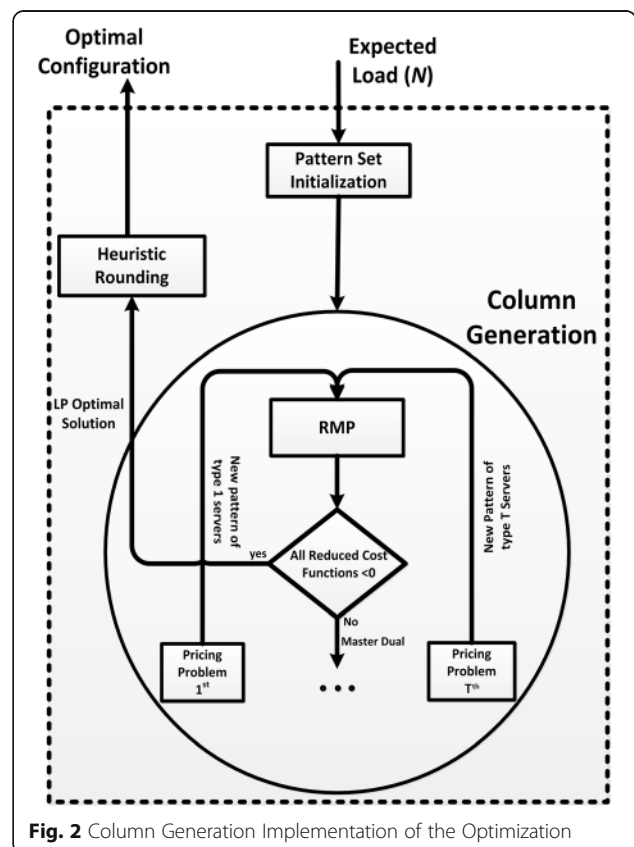 Optimal
Configuration
Expected
Load (N)
Pattern Set
Initialization
Heuristic
Rounding
Column
Generation
LP Optimal
Solution
New pattern of
type 1 servers
RMP
New Pattern of
type T Servers
yes
All Reduced Cost
Functions <0
No
Master Dual
Pricing
Problem
1st
...
Pricing
Problem
Tth
Fig. 2 Column Generation Implementation of the Optimization